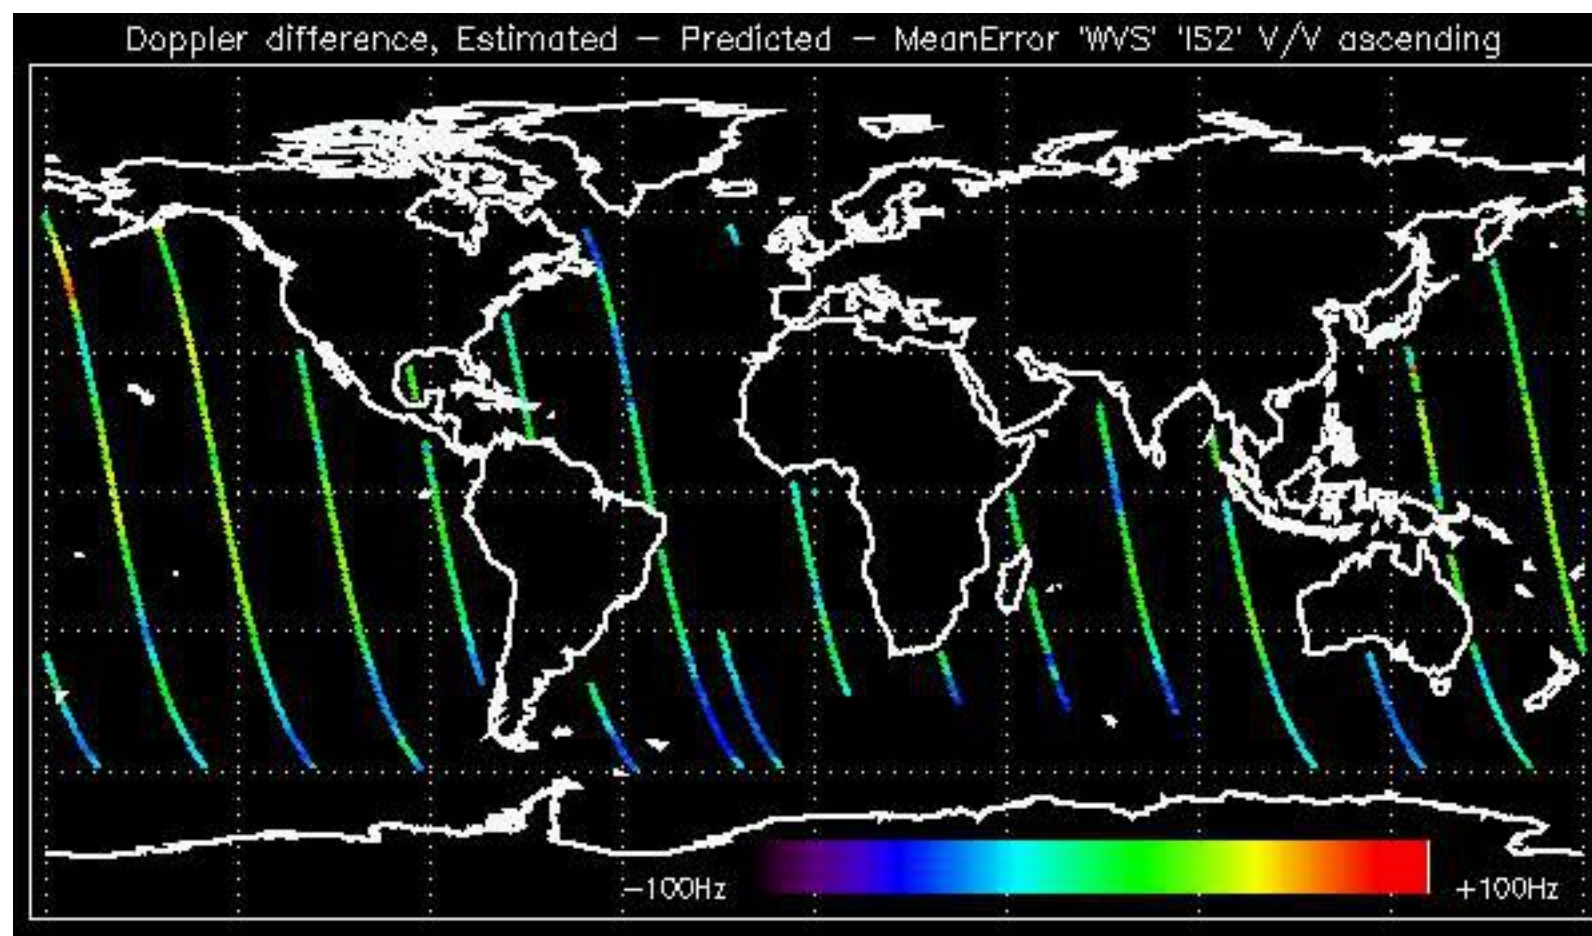 Doppler difference, Estimated – Predicted – MeanError 'WVS' 'IS2' V/V ascending
–100Hz
+100Hz